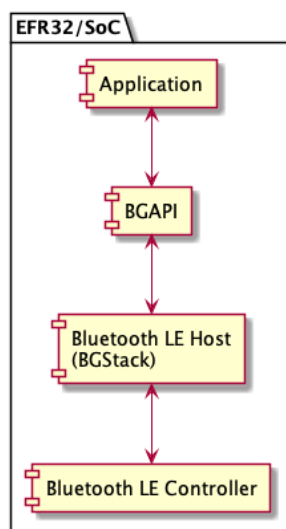 EFR32/SoC
Application
BGAPI
Bluetooth LE Host
(BGStack)
Bluetooth LE Controller